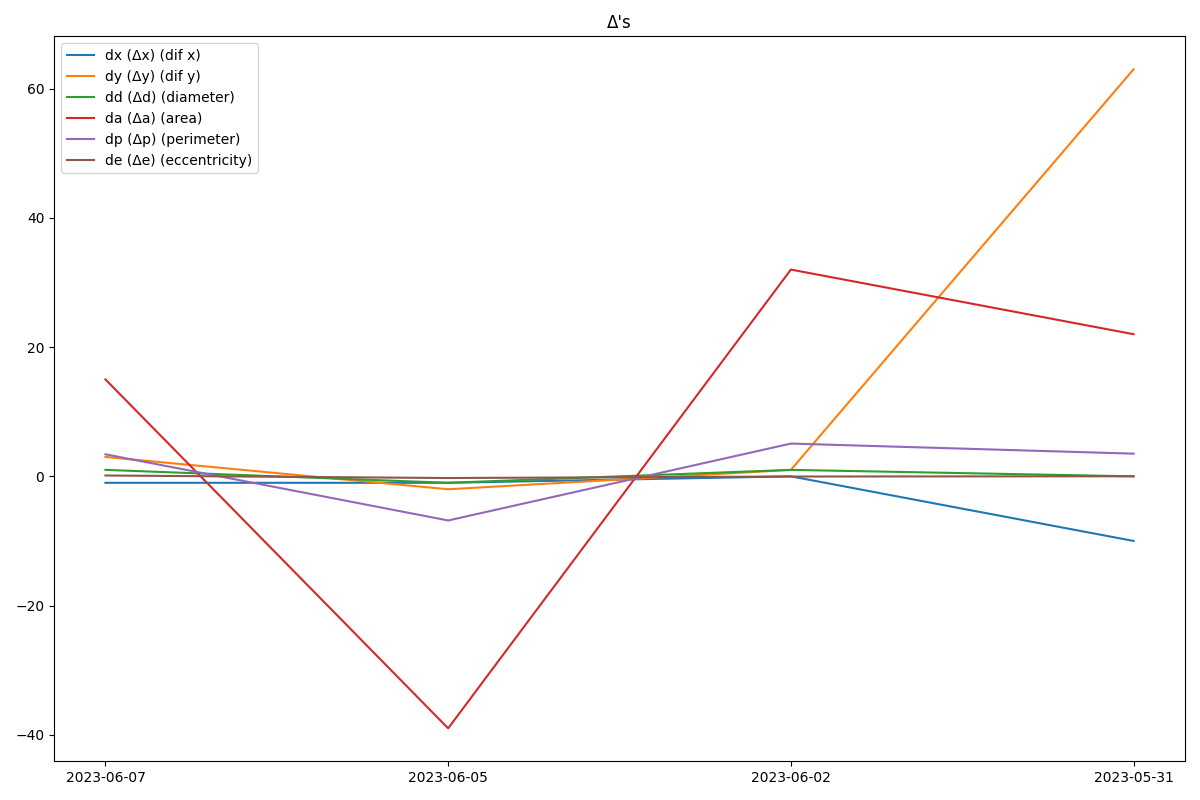 Δ's
dx (Δx) (dif x)
dy (Δy) (dif y)
dd (Δd) (diameter)
da (Δa) (area)
dp (Δp) (perimeter)
de (Δe) (eccentricity)
60
40
20
0
−20
−40
2023-06-07 2023-06-05 2023-06-02 2023-05-31